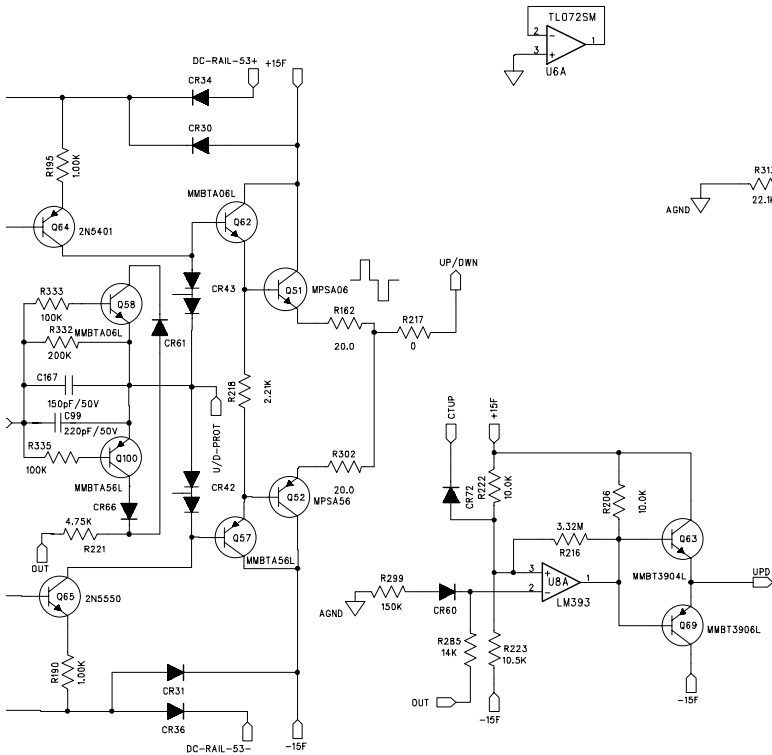 TL072SM
2
3
1
U6A
DC-RAIL-53+
+15F
CR34
CR30
R195
1.00K
MMBTA06L
Q64
2N5401
Q62
AGND
22.1K
CR43
Q51
MPSA06
UP/DWN
R333
100K
Q58
R332
200K
MMBTA06L
CR61
R162
20.0
R217
0
C167
150pF/50V
C99
220pF/50V
R218
2.21K
U/D-PROT
CTUP
+15F
R335
100K
Q100
MMBTA56L
CR66
CR42
R302
20.0
Q52
MPSA56
CR72
R222
10.0K
R206
10.0K
4.75K
R221
OUT
Q57
MMBTA56L
3.32M
R216
Q63
MMBT3904L
Q65
2N5550
R299
150K
AGND
CR60
3
2
U8A
1
LM393
UPD
Q69
MMBT3906L
R285
14K
R223
10.5K
R190
1.00K
CR31
CR36
OUT
-15F
-15F
DC-RAIL-53-
-15F